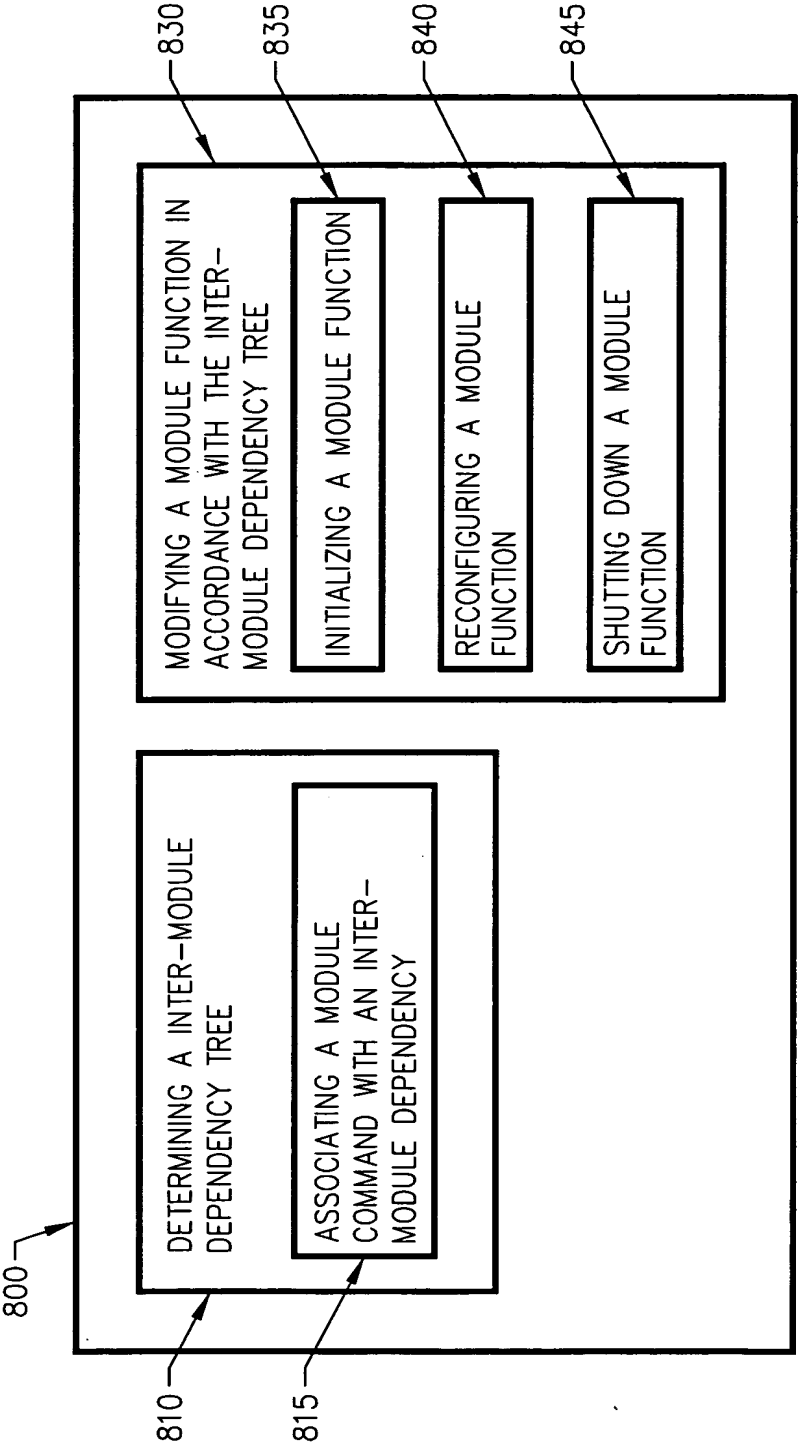 800
810
DETERMINING A INTER-MODULE
DEPENDENCY TREE
815
ASSOCIATING A MODULE
COMMAND WITH AN INTER-
MODULE DEPENDENCY
830
MODIFYING A MODULE FUNCTION IN
ACCORDANCE WITH THE INTER-
MODULE DEPENDENCY TREE
835
INITIALIZING A MODULE FUNCTION
840
RECONFIGURING A MODULE
FUNCTION
845
SHUTTING DOWN A MODULE
FUNCTION